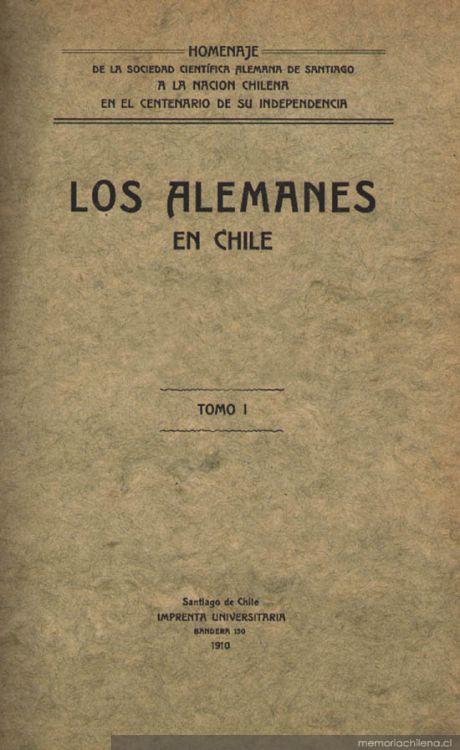 HOMENAJE
DE LA SOCIEDAD CIENTÍFICA ALEMANA DE SANTIAGO
A LA NACION CHILENA
EN EL CENTENARIO DE SU INDEPENDENCIA
LOS ALEMANES
EN CHILE
TOMO I
Santiago de Chile
IMPRENTA UNIVERSITARIA
BANDERA 130
1910
memoriachilena.cl